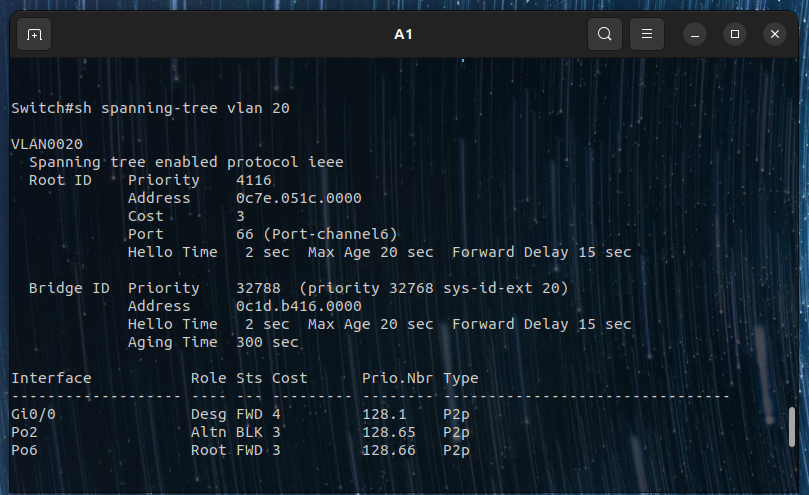 A1
Switch#sh spanning-tree vlan 20
VLAN0020
  Spanning tree enabled protocol ieee
  Root ID    Priority    4116
             Address     0c7e.051c.0000
             Cost        3
             Port        66 (Port-channel6)
             Hello Time   2 sec  Max Age 20 sec  Forward Delay 15 sec
  Bridge ID  Priority    32788  (priority 32768 sys-id-ext 20)
             Address     0c1d.b416.0000
             Hello Time   2 sec  Max Age 20 sec  Forward Delay 15 sec
             Aging Time  300 sec
Interface           Role Sts Cost      Prio.Nbr Type
------------------- ---- --- --------- -------- --------------------------------
Gi0/0               Desg FWD 4         128.1    P2p
Po2                 Altn BLK 3         128.65   P2p
Po6                 Root FWD 3         128.66   P2p